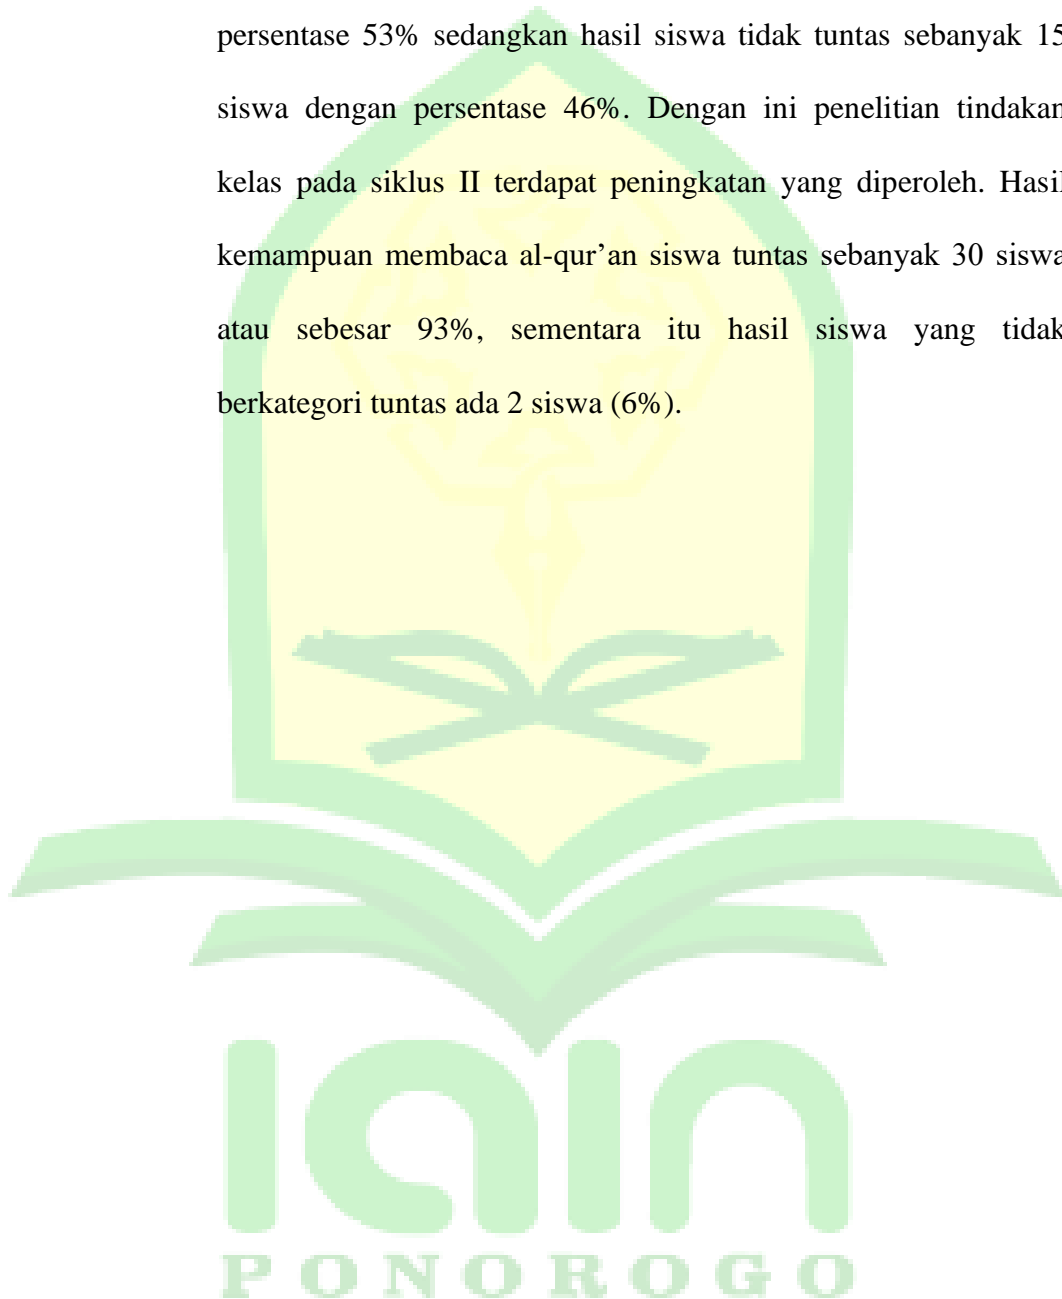 persentase 53% sedangkan hasil siswa tidak tuntas sebanyak 15
siswa dengan persentase 46%. Dengan ini penelitian tindakan
kelas pada siklus II terdapat peningkatan yang diperoleh. Hasil
kemampuan membaca al-qur’an siswa tuntas sebanyak 30 siswa
atau sebesar 93%, sementara itu hasil siswa yang tidak
berkategori tuntas ada 2 siswa (6%).
iain
PONOROGO